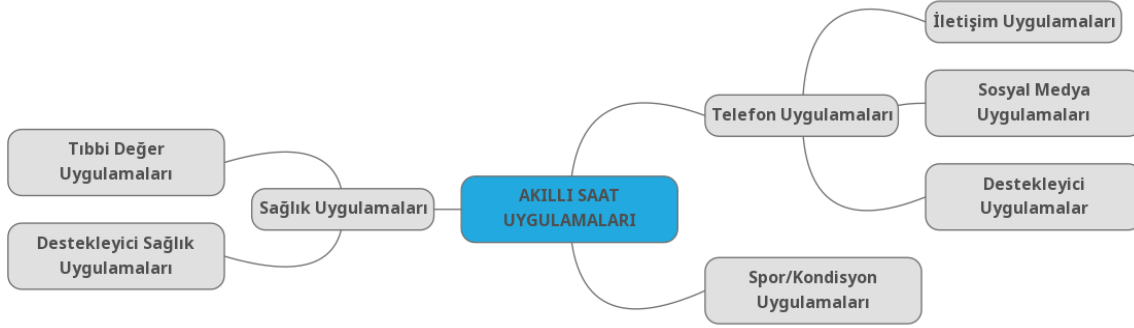 İletişim Uygulamaları
Sosyal Medya
Uygulamaları
Telefon Uygulamaları
Destekleyici
Uygulamalar
Tıbbi Değer
Uygulamaları
AKILLI SAAT
UYGULAMALARI
Sağlık Uygulamaları
Destekleyici Sağlık
Uygulamaları
Spor/Kondisyon
Uygulamaları